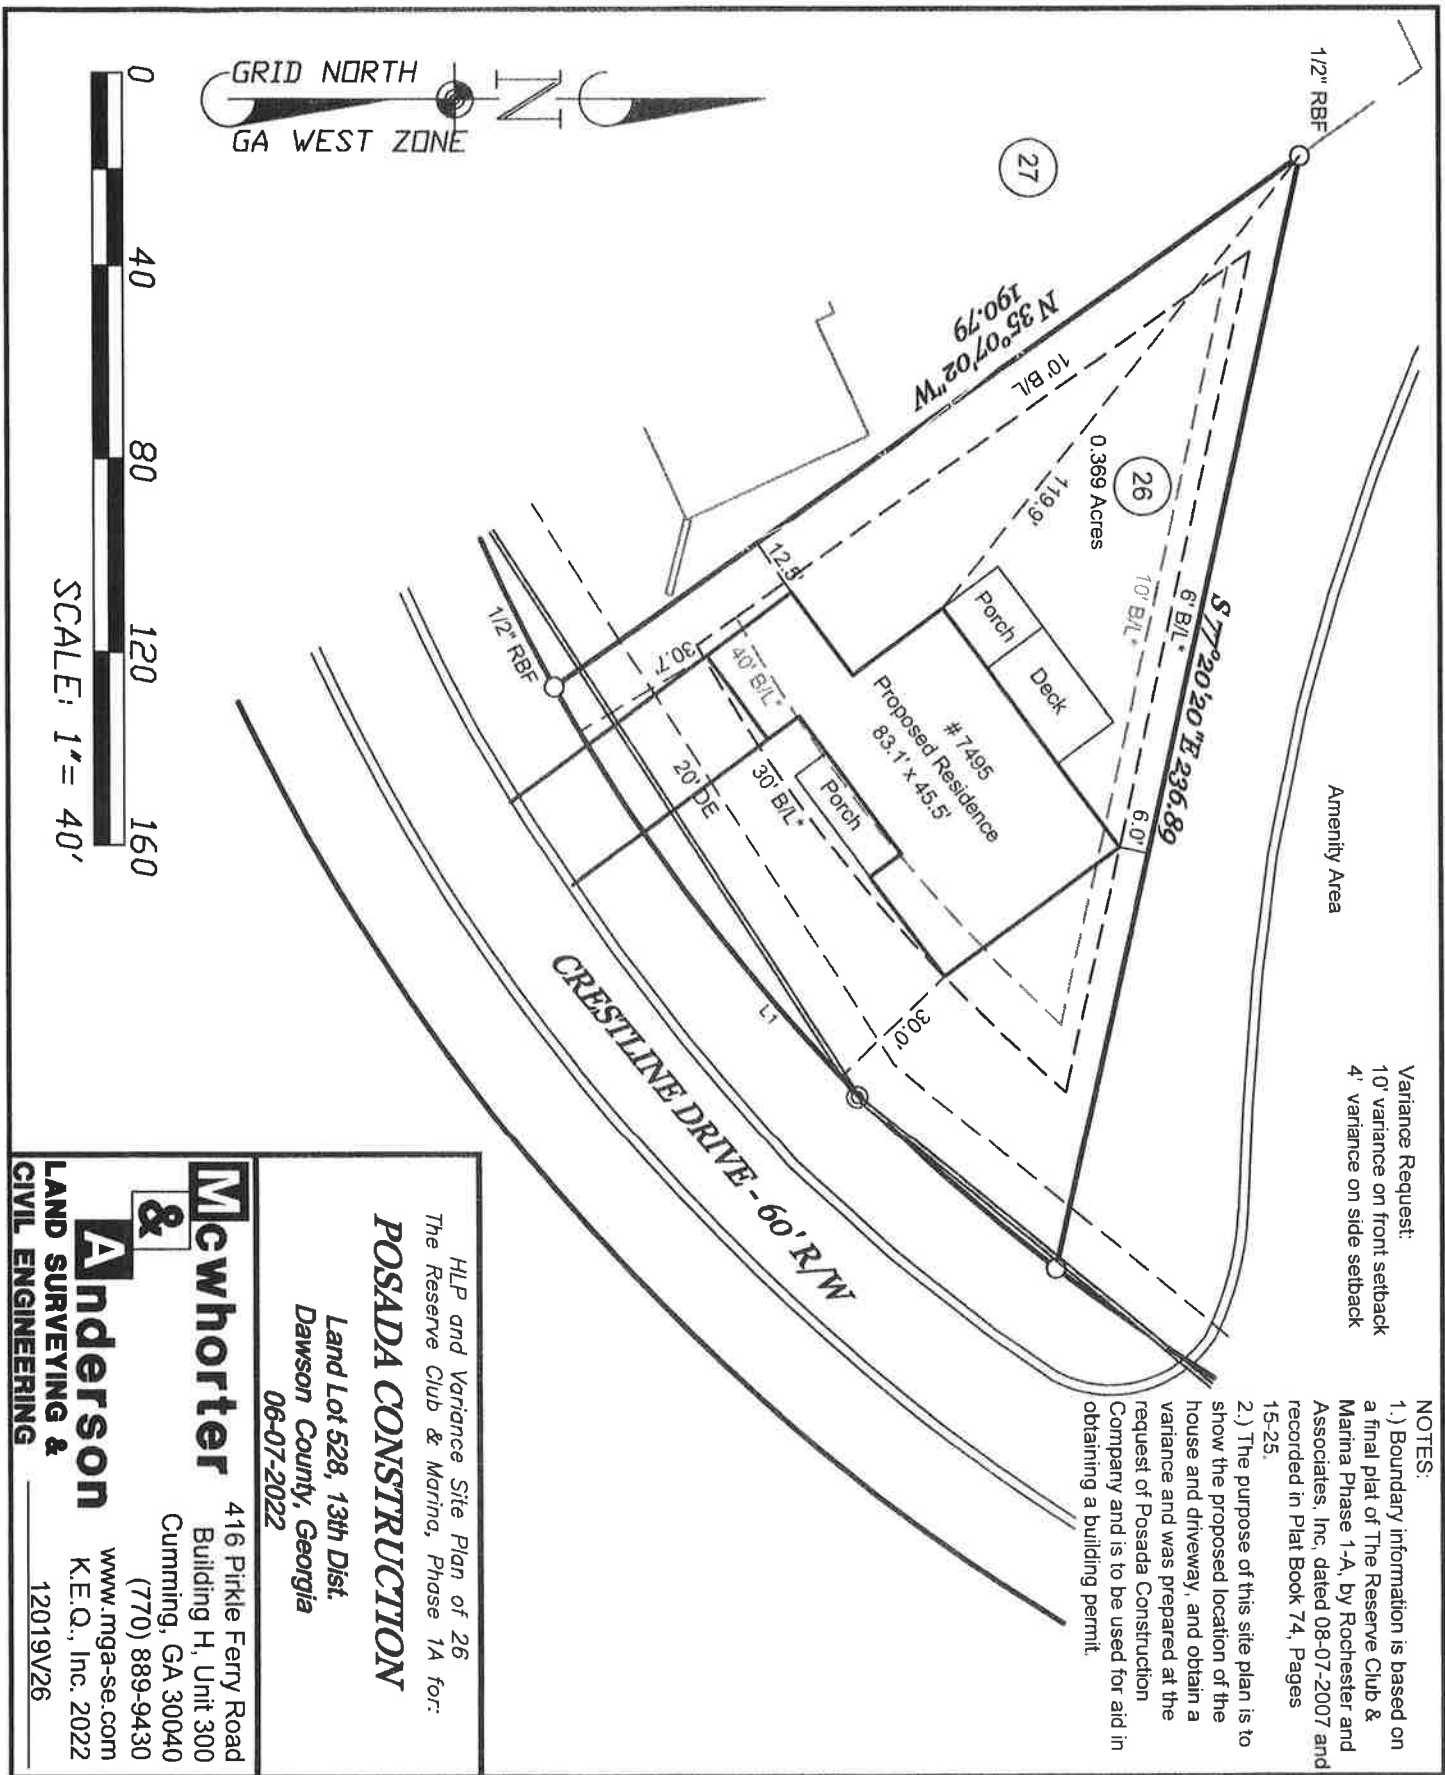 1/2" RBF
GRID NORTH
N
GA WEST ZONE
27
N 35°07'02"W
190.79
10' B/L
0.369 Acres
26
119.9'
S 77°20'20"E 236.89
6' B/L*
10' B/L*
Amenity Area
Variance Request:
10' variance on front setback
4' variance on side setback
NOTES:
1.) Boundary information is based on
a final plat of The Reserve Club &
Marina Phase 1-A, by Rochester and
Associates, Inc, dated 08-07-2007 and
recorded in Plat Book 74, Pages
15-25.
2.) The purpose of this site plan is to
show the proposed location of the
house and driveway, and obtain a
variance and was prepared at the
request of Posada Construction
Company and is to be used for aid in
obtaining a building permit.
Porch
Deck
6.0'
12.5'
# 7495
Proposed Residence
83.1' x 45.5'
30.7'
40' B/L*
30' B/L*
Porch
20' DE
30.0'
1/2" RBF
L1
CRESTLINE DRIVE - 60' R/W
0 40 80 120 160
SCALE: 1"= 40'
HLP and Variance Site Plan of 26
The Reserve Club & Marina, Phase 1A for:
POSADA CONSTRUCTION
Land Lot 528, 13th Dist.
Dawson County, Georgia
06-07-2022
Mcwhorter
&
Anderson
LAND SURVEYING &
CIVIL ENGINEERING
416 Pirkle Ferry Road
Building H, Unit 300
Cumming, GA 30040
(770) 889-9430
www.mga-se.com
K.E.Q., Inc. 2022
12019V26